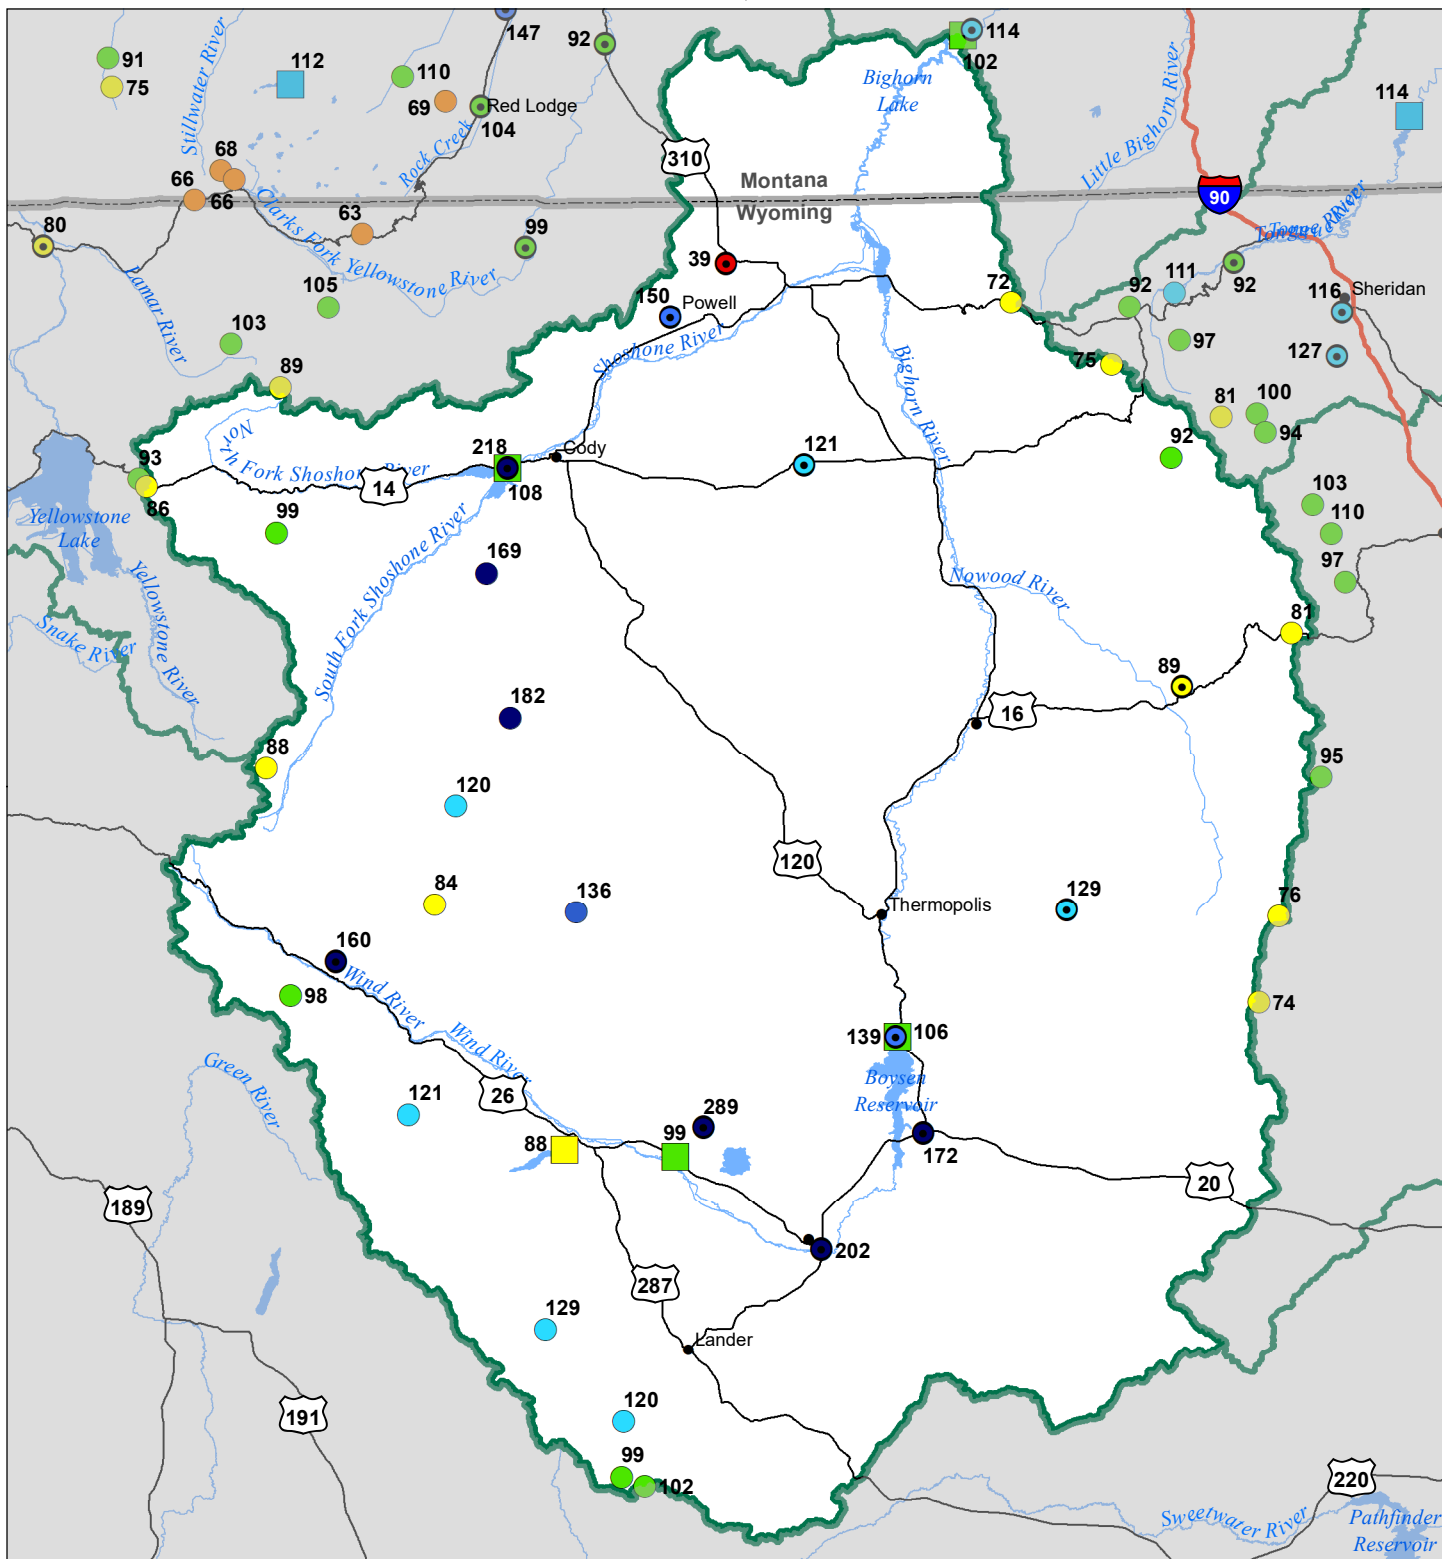 147
92
114
102
91
75
112
110
69
Red Lodge
104
Stillwater River
Rock Creek
Bighorn
Lake
Little Bighorn River
114
310
68
66
66
63
Montana
Wyoming
90
80
Clarks Fork Yellowstone River
99
39
Tongue River
Tongue River
111
92
92
72
116
Sheridan
105
150
Powell
Lamar River
103
Shoshone River
97
127
89
Bighorn River
75
81
100
94
92
North Fork Shoshone River
218
Cody
108
14
121
93
86
99
Yellowstone
Lake
103
110
97
169
South Fork Shoshone River
Nowood River
Yellowstone River
Snake River
81
89
182
16
88
95
120
120
84
136
Thermopolis
129
76
160
98
Wind River
74
Wind River
139
106
Boysen
Reservoir
Green River
121
26
289
88
99
172
20
189
202
287
129
Lander
120
191
99
102
220
Sweetwater River
Pathfinder
Reservoir